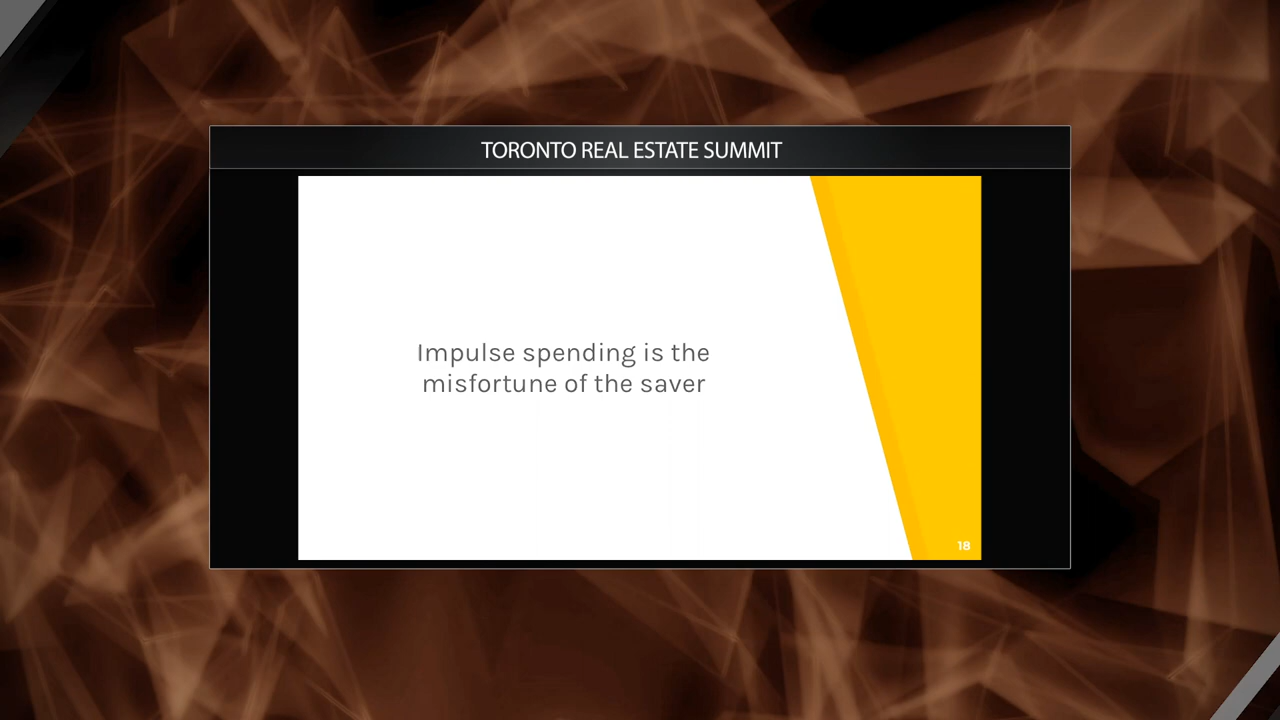 TORONTO REAL ESTATE SUMMIT
Impulse spending is the
misfortune of the saver
18